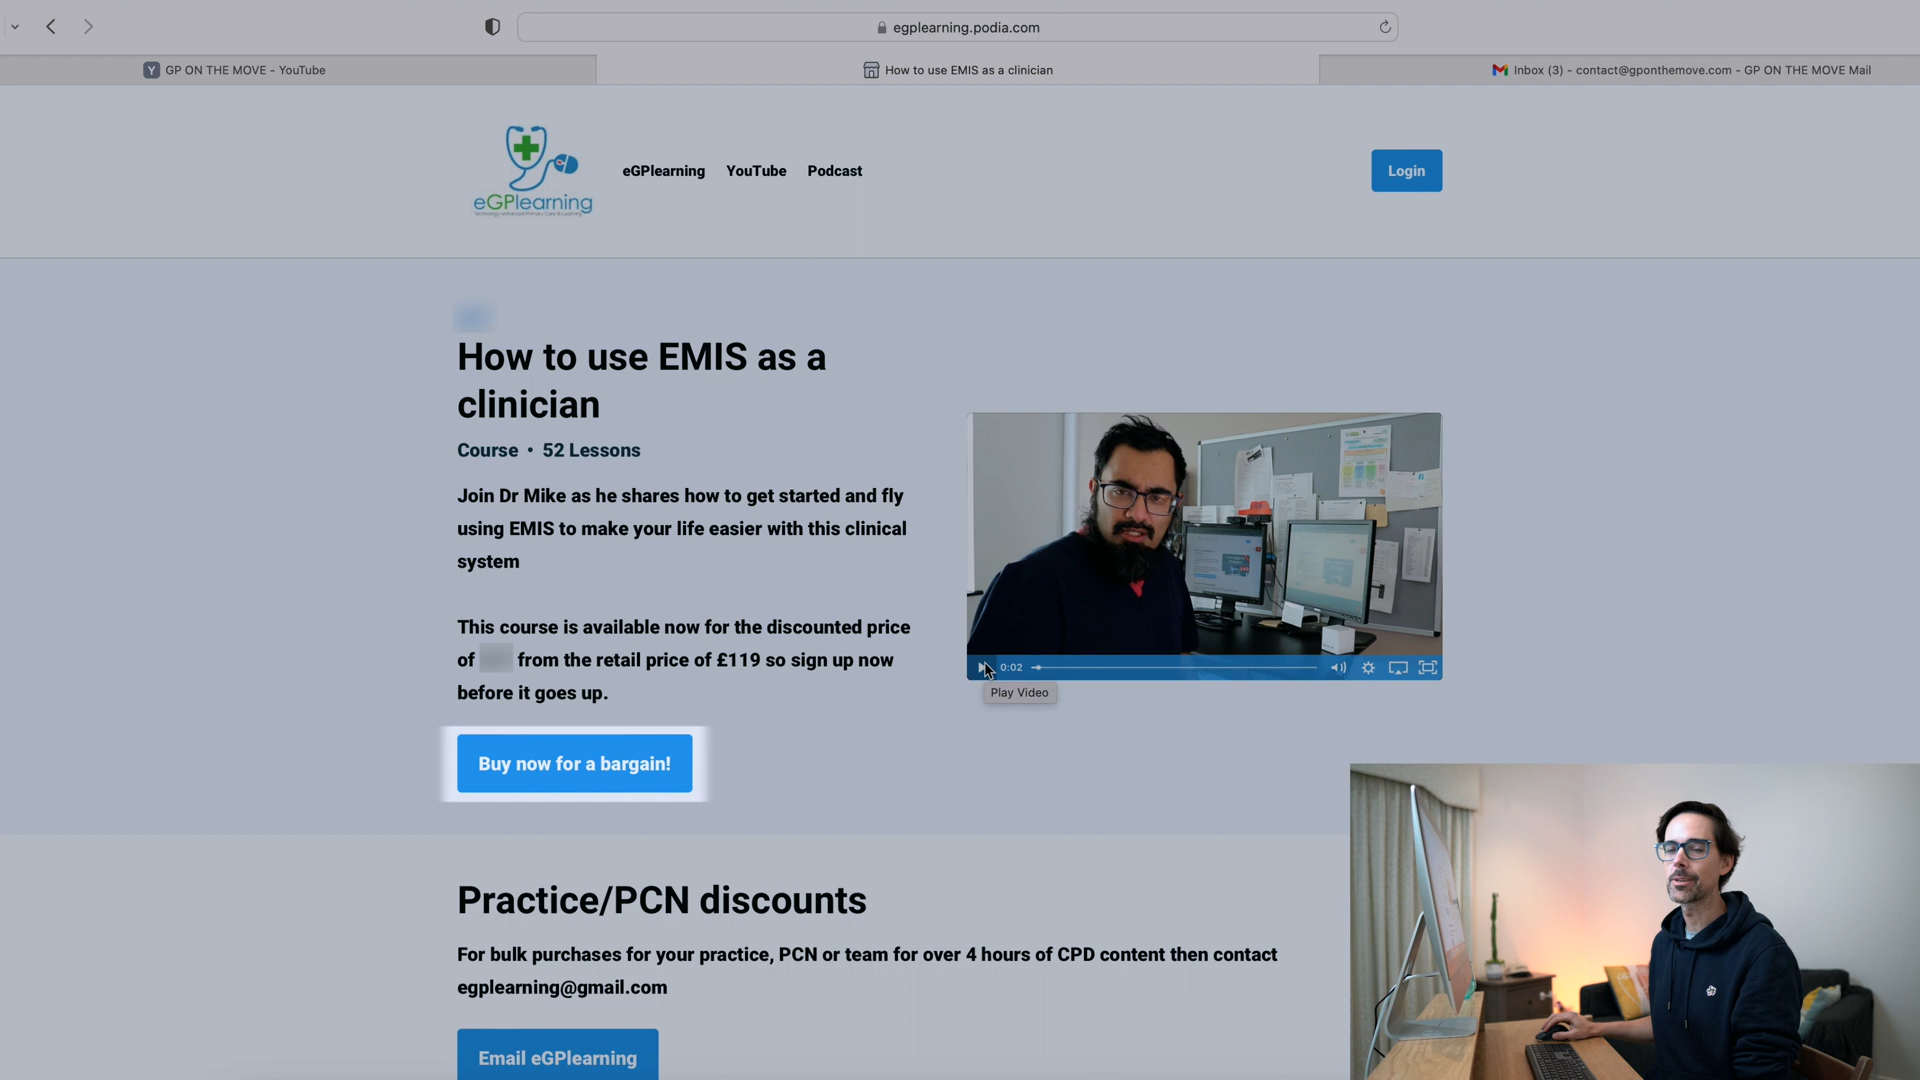 egplearning.podia.com
GP ON THE MOVE - YouTube
How to use EMIS as a clinician
Inbox (3) - contact@gponthemove.com - GP ON THE MOVE Mail
eGPlearning
eGPlearning
YouTube
Podcast
Login
How to use EMIS as a
clinician
Course • 52 Lessons
Join Dr Mike as he shares how to get started and fly
using EMIS to make your life easier with this clinical
system
This course is available now for the discounted price
of from the retail price of £119 so sign up now
before it goes up.
0:02
Play Video
Buy now for a bargain!
Practice/PCN discounts
For bulk purchases for your practice, PCN or team for over 4 hours of CPD content then contact
egplearning@gmail.com
Email eGPlearning